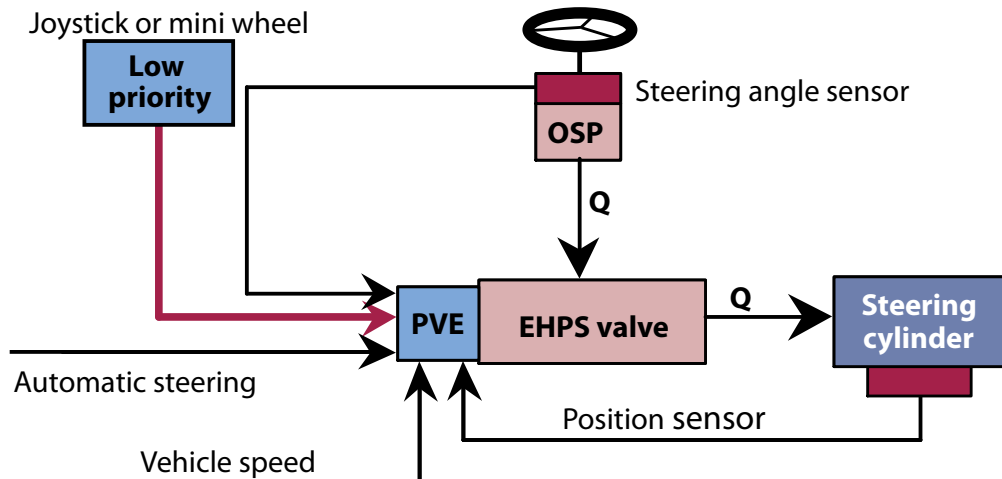 Joystick or mini wheel
Low
priority
Steering angle sensor
OSP
Q
PVE
EHPS valve
Q
Steering
cylinder
Automatic steering
Position sensor
Vehicle speed